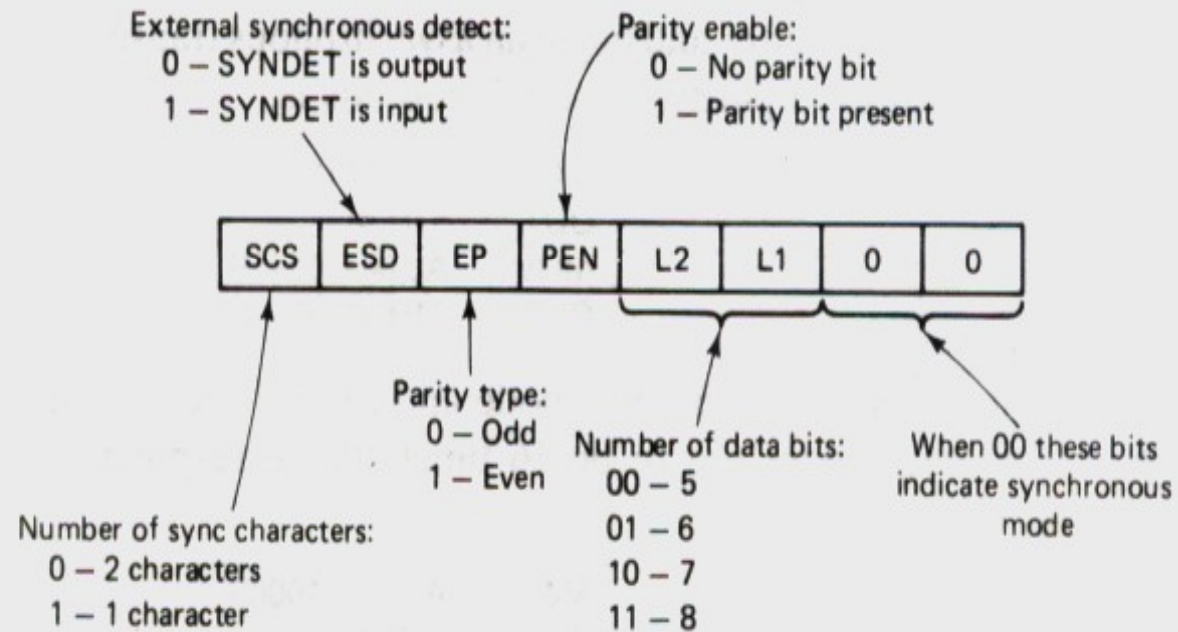 External synchronous detect:
0 – SYNDET is output
1 – SYNDET is input
Parity enable:
0 – No parity bit
1 – Parity bit present
SCS ESD EP PEN L2 L1 0 0
Parity type:
0 – Odd
1 – Even
Number of sync characters:
0 – 2 characters
1 – 1 character
Number of data bits:
00 – 5
01 – 6
10 – 7
11 – 8
When 00 these bits
indicate synchronous
mode